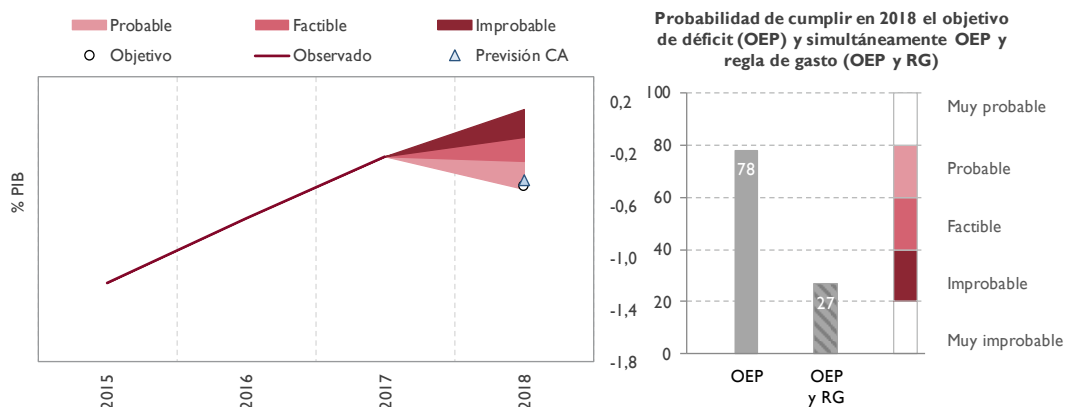 Probable
Factible
Improbable
Objetivo
Observado
Previsión CA
% PIB
0,2
-0,2
-0,6
-1,0
-1,4
-1,8
2015
2016
2017
2018
Probabilidad de cumplir en 2018 el objetivo
de déficit (OEP) y simultáneamente OEP y
regla de gasto (OEP y RG)
100
80
60
40
20
0
78
27
OEP
OEP
y RG
Muy probable
Probable
Factible
Improbable
Muy improbable